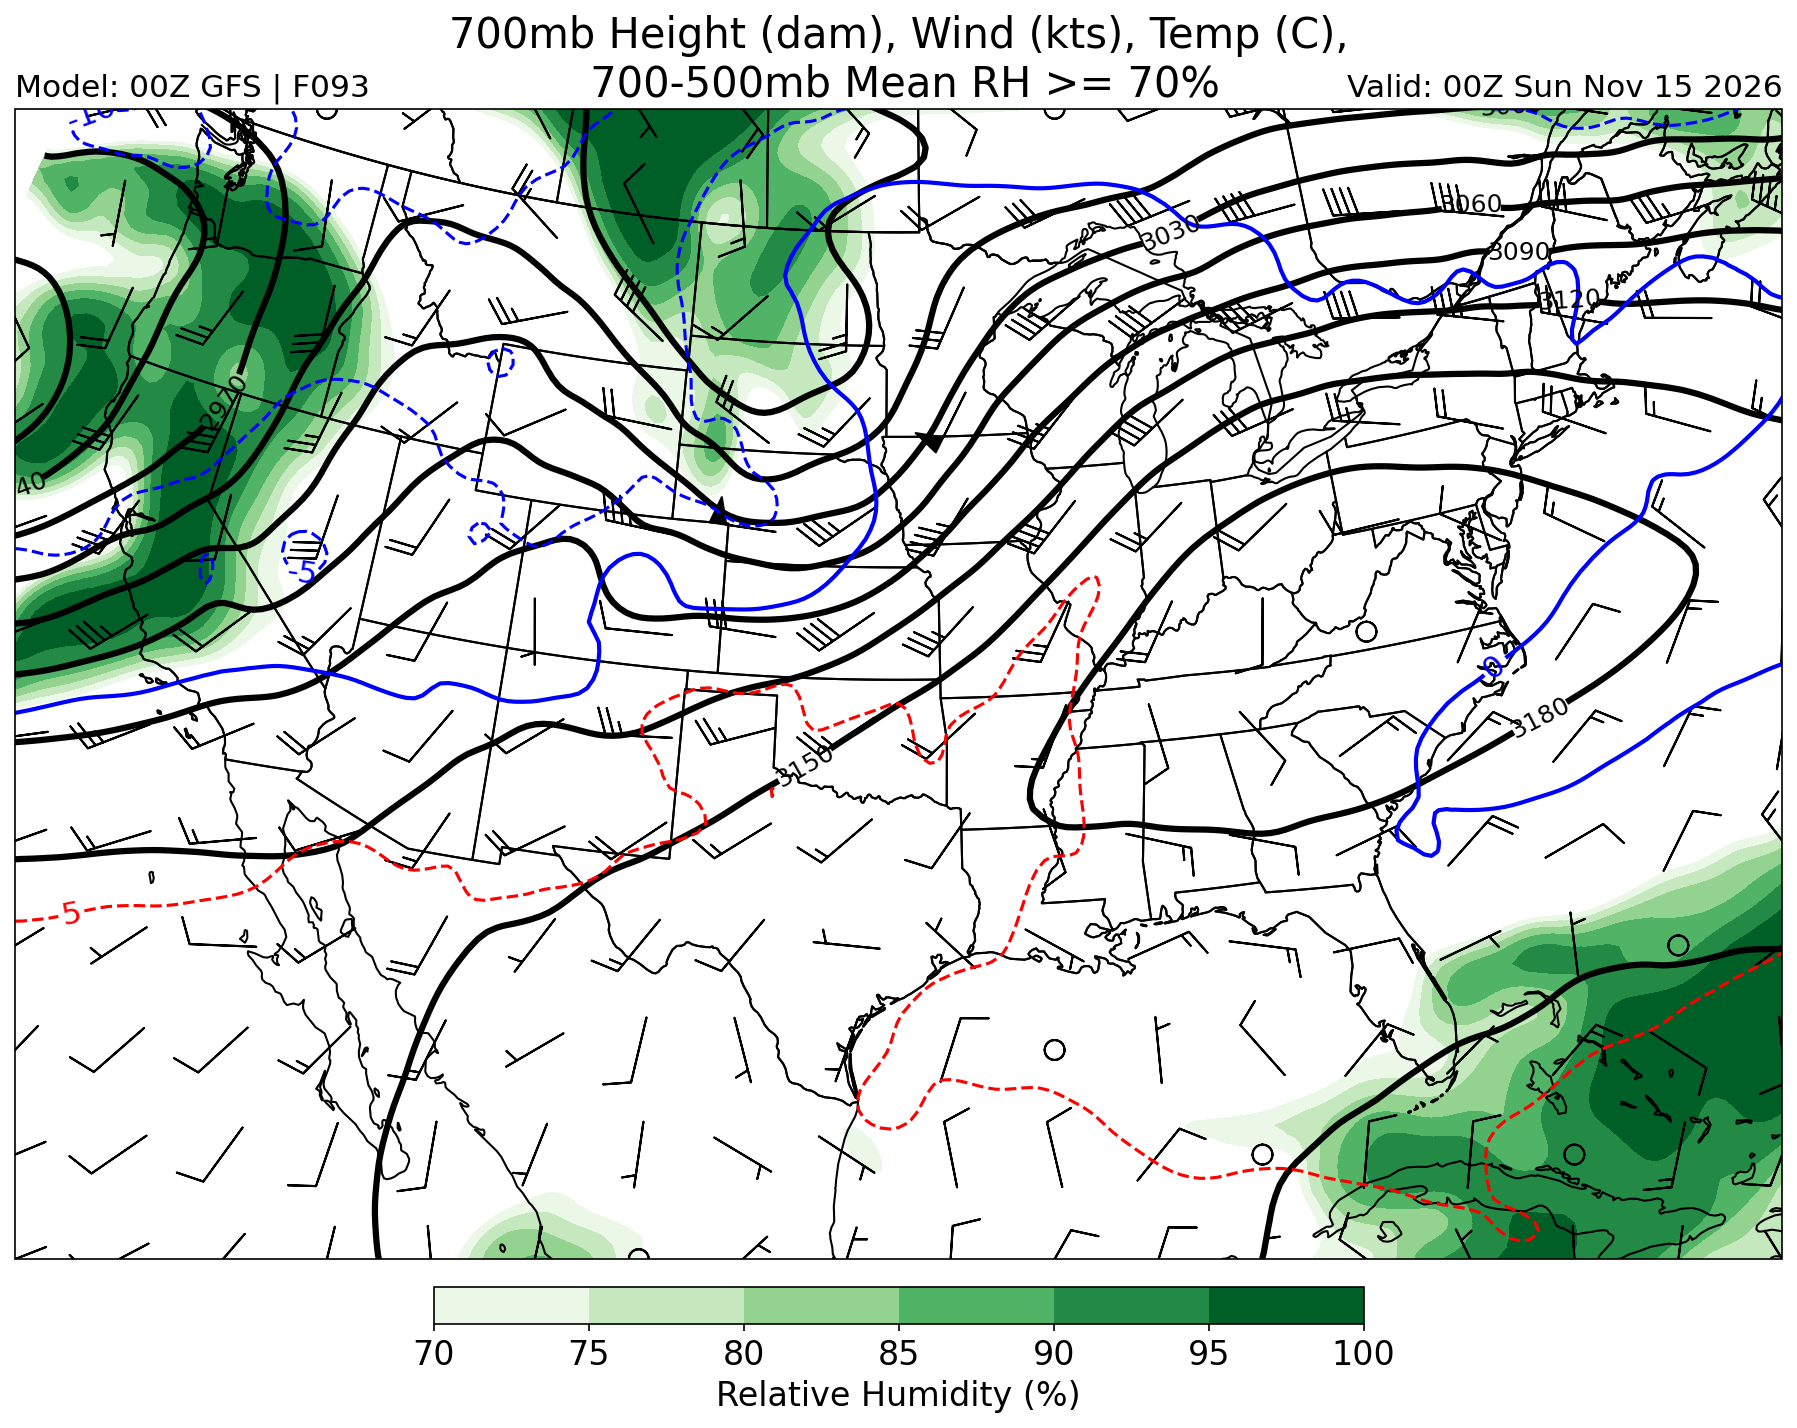 700mb Height (dam), Wind (kts), Temp (C),
700-500mb Mean RH >= 70%
Model: 00Z GFS | F093
Valid: 00Z Sun Nov 15 2026
3060
3030
3090
3120
2970
40
-5
0
3180
3150
5
70 75 80 85 90 95 100
Relative Humidity (%)